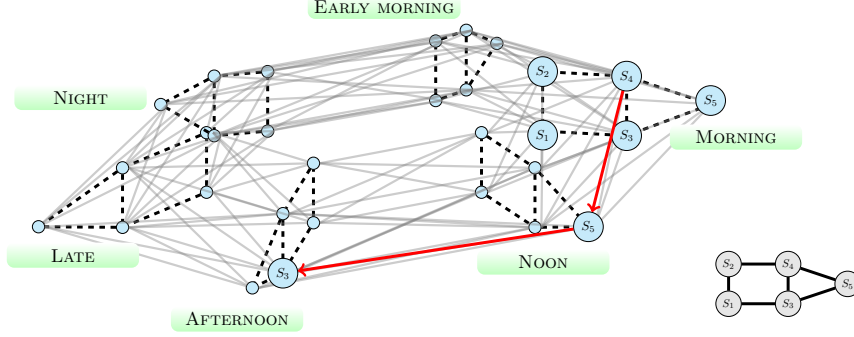 EARLY MORNING
NIGHT
S₂
S₄
S₅
S₁
S₃
MORNING
LATE
S₅
NOON
S₃
AFTERNOON
S₂
S₄
S₅
S₁
S₃